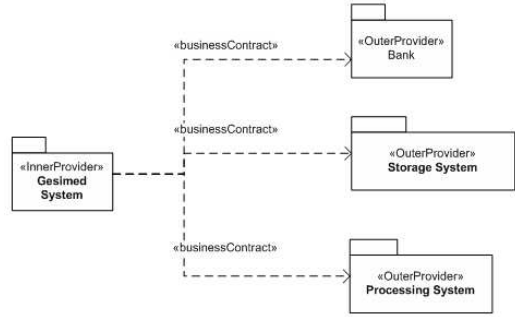 «businessContract»
«OuterProvider»
Bank
«businessContract»
«OuterProvider»
Storage System
«InnerProvider»
Gesimed
System
«businessContract»
«OuterProvider»
Processing System